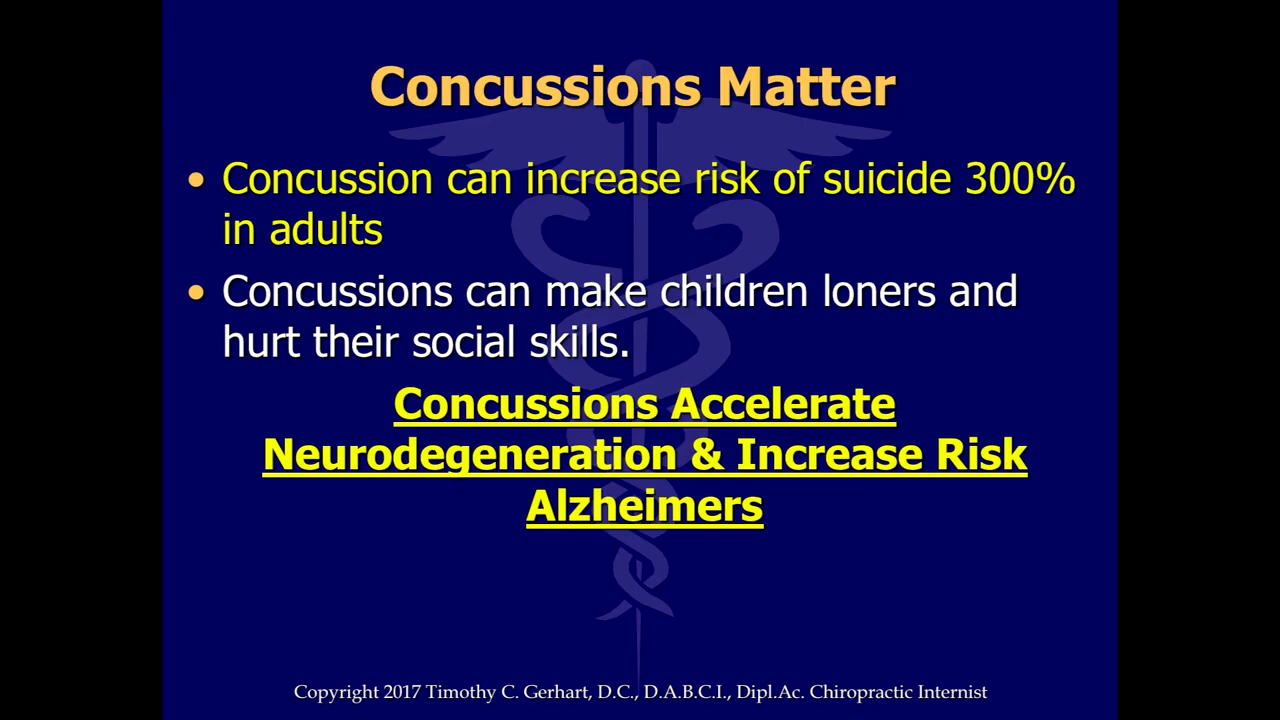 Concussions Matter
• Concussion can increase risk of suicide 300%
in adults
• Concussions can make children loners and
hurt their social skills.
Concussions Accelerate
Neurodegeneration & Increase Risk
Alzheimers
Copyright 2017 Timothy C. Gerhart, D.C., D.A.B.C.I., Dipl.Ac. Chiropractic Internist